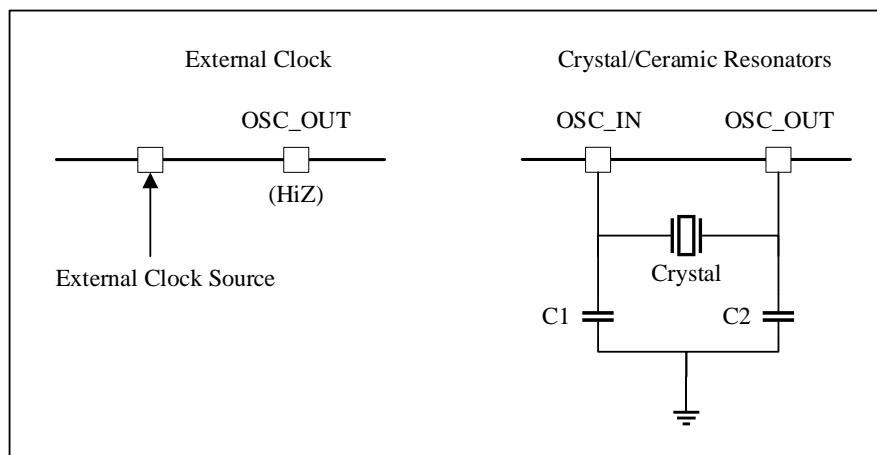 External Clock
OSC_OUT
(HiZ)
External Clock Source
Crystal/Ceramic Resonators
OSC_IN
OSC_OUT
Crystal
C1
C2